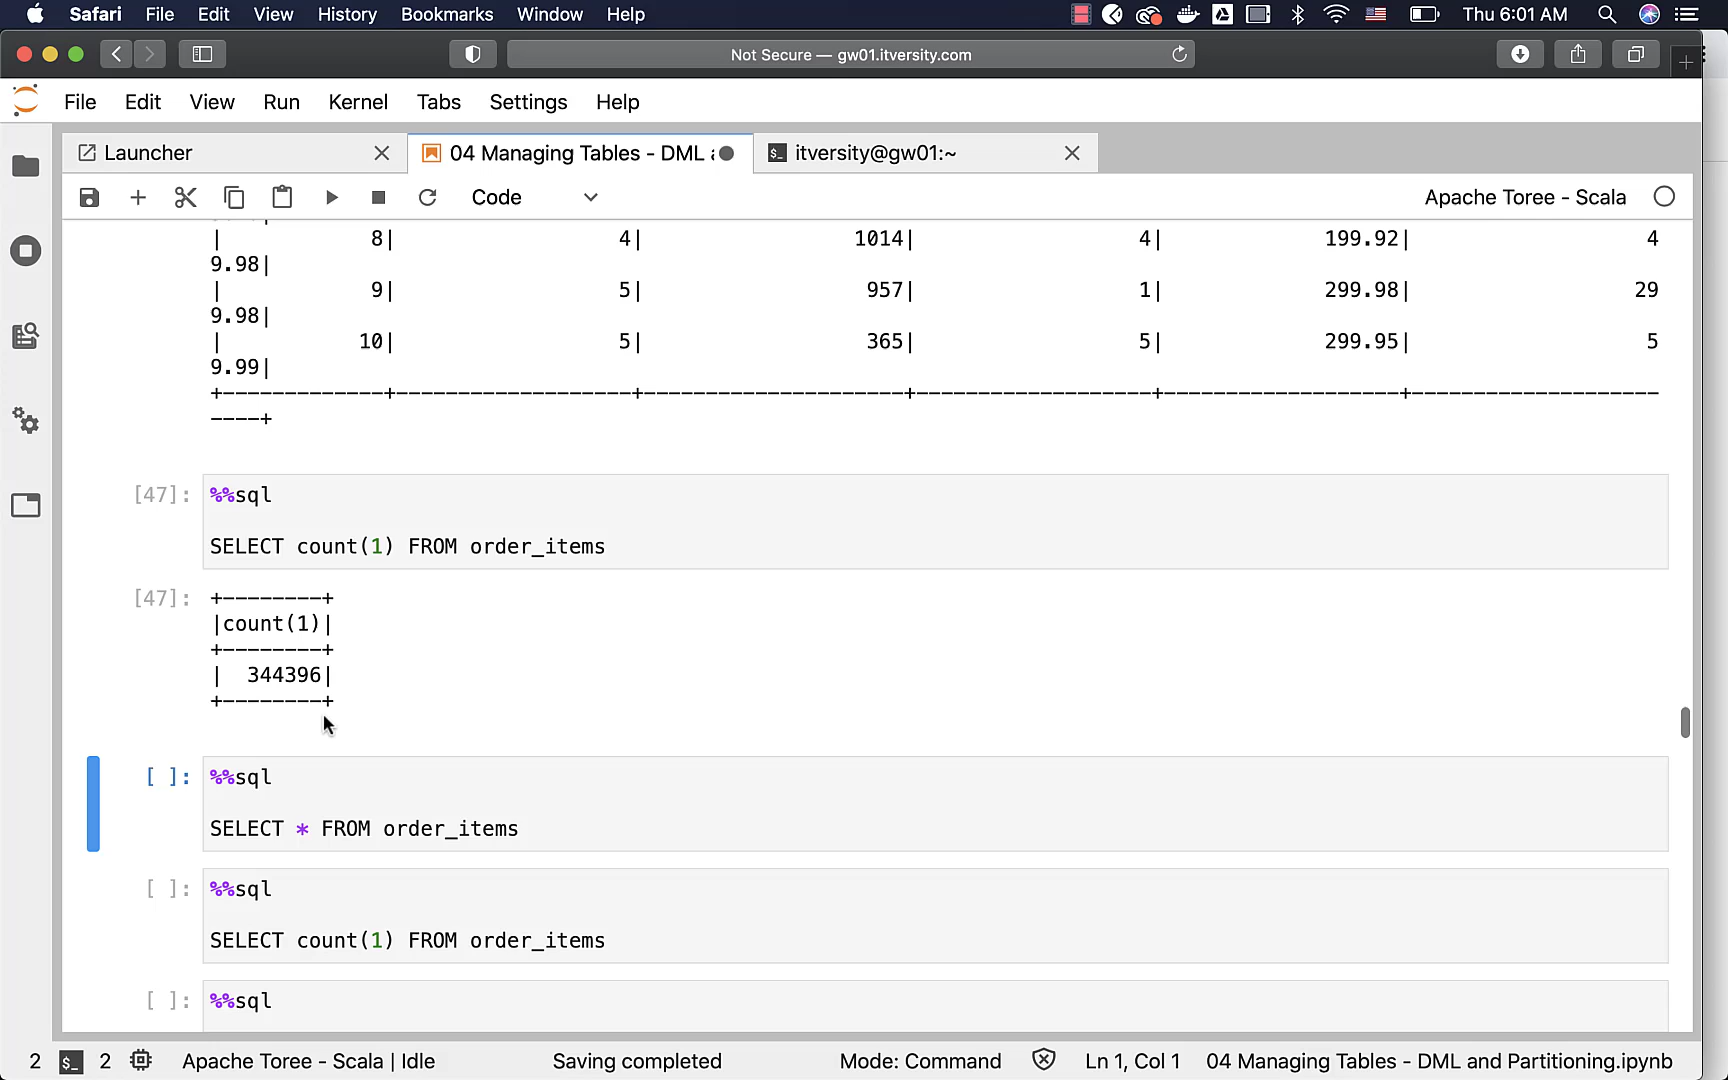 Safari File Edit View History Bookmarks Window Help Thu 6:01 AM
Not Secure — gw01.itversity.com
File Edit View Run Kernel Tabs Settings Help
Launcher 04 Managing Tables - DML itversity@gw01:~
Code Apache Toree - Scala
| 8| 4| 1014| 4| 199.92| 4
9.98|
| 9| 5| 957| 1| 299.98| 29
9.98|
| 10| 5| 365| 5| 299.95| 5
9.99|
+-------------+-------------------+---------------------+-------------------+-------------------+--------------------
----+
[47]: %%sql
SELECT count(1) FROM order_items
[47]: +--------+
|count(1)|
+--------+
| 344396|
+--------+
[ ]: %%sql
SELECT * FROM order_items
[ ]: %%sql
SELECT count(1) FROM order_items
[ ]: %%sql
2 $_ 2 Apache Toree - Scala | Idle Saving completed Mode: Command Ln 1, Col 1 04 Managing Tables - DML and Partitioning.ipynb